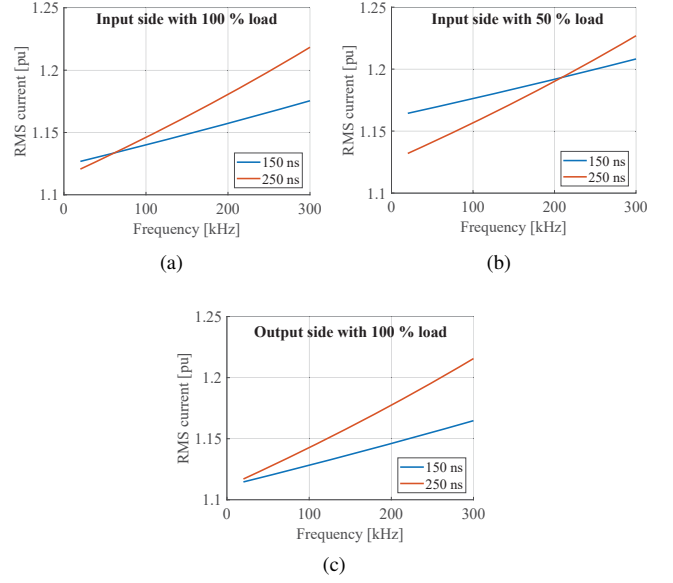 Input side with 100 % load
RMS current [pu]
1.25
1.2
1.15
1.1
0
100
200
300
Frequency [kHz]
150 ns
250 ns
(a)
Input side with 50 % load
RMS current [pu]
1.25
1.2
1.15
1.1
0
100
200
300
Frequency [kHz]
150 ns
250 ns
(b)
Output side with 100 % load
RMS current [pu]
1.25
1.2
1.15
1.1
0
100
200
300
Frequency [kHz]
150 ns
250 ns
(c)